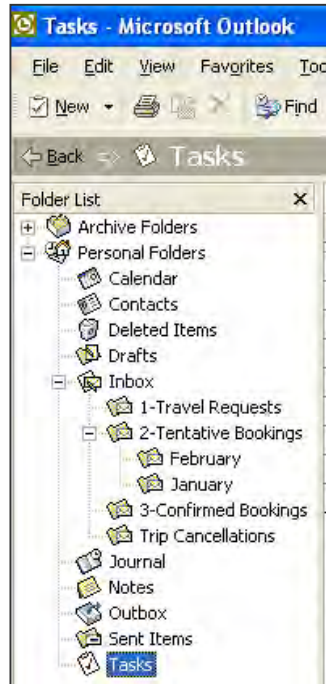 Tasks - Microsoft Outlook
File Edit View Favorites
New Find
Back Tasks
Folder List
Archive Folders
Personal Folders
Calendar
Contacts
Deleted Items
Drafts
Inbox
1-Travel Requests
2-Tentative Bookings
February
January
3-Confirmed Bookings
Trip Cancellations
Journal
Notes
Outbox
Sent Items
Tasks